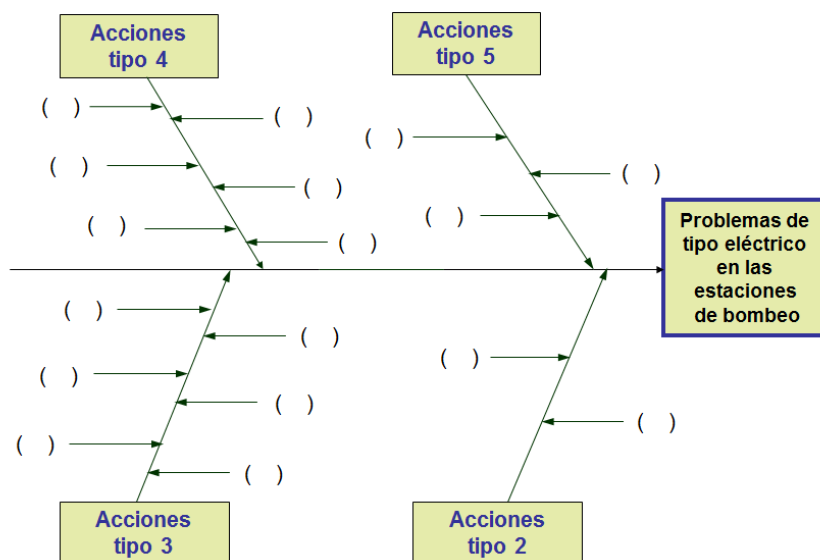 Acciones
tipo 4
Acciones
tipo 5
( )
( )
( )
( )
( )
( )
( )
( )
( )
Problemas de
tipo eléctrico
en las
estaciones
de bombeo
( )
( )
( )
( )
( )
( )
( )
( )
Acciones
tipo 3
Acciones
tipo 2